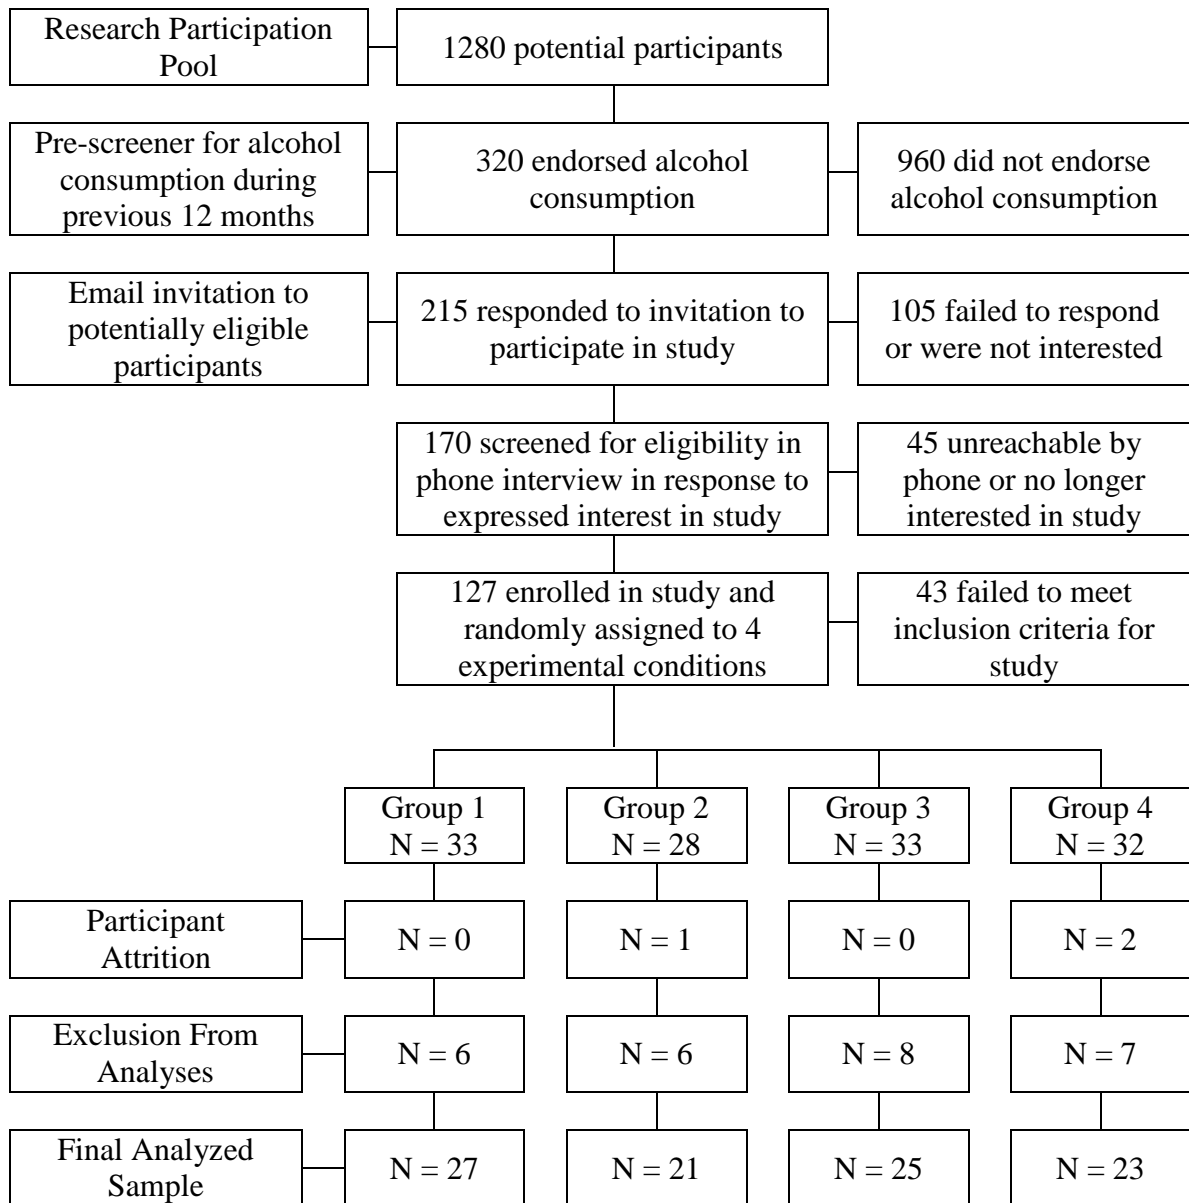 Research Participation
Pool
1280 potential participants
Pre-screener for alcohol
consumption during
previous 12 months
320 endorsed alcohol
consumption
960 did not endorse
alcohol consumption
Email invitation to
potentially eligible
participants
215 responded to invitation to
participate in study
105 failed to respond
or were not interested
170 screened for eligibility in
phone interview in response to
expressed interest in study
45 unreachable by
phone or no longer
interested in study
127 enrolled in study and
randomly assigned to 4
experimental conditions
43 failed to meet
inclusion criteria for
study
Group 1
N = 33
Group 2
N = 28
Group 3
N = 33
Group 4
N = 32
Participant
Attrition
N = 0
N = 1
N = 0
N = 2
Exclusion From
Analyses
N = 6
N = 6
N = 8
N = 7
Final Analyzed
Sample
N = 27
N = 21
N = 25
N = 23